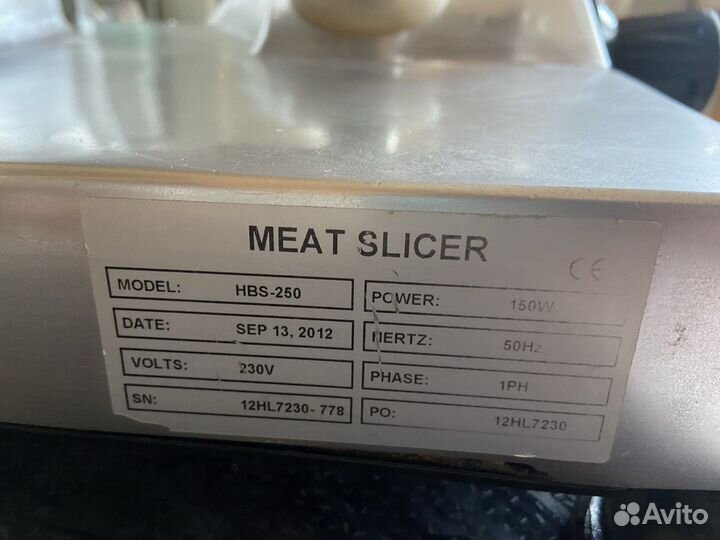 MEAT SLICER
CE
MODEL: HBS-250
POWER: 150W
DATE: SEP 13, 2012
HERTZ: 50Hz
VOLTS: 230V
PHASE: 1PH
SN: 12HL7230- 778
PO: 12HL7230
Avito